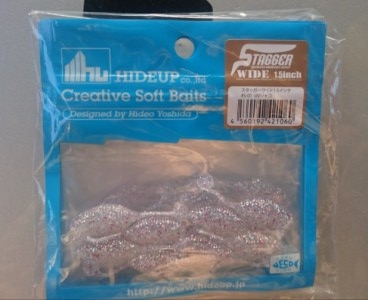 HIDEUP co.,ltd
Creative Soft Baits
Designed by Hideo Yoshida
STAGGER
WIDE 1.5inch
4 560192 421060
http://www.hideup.jp/